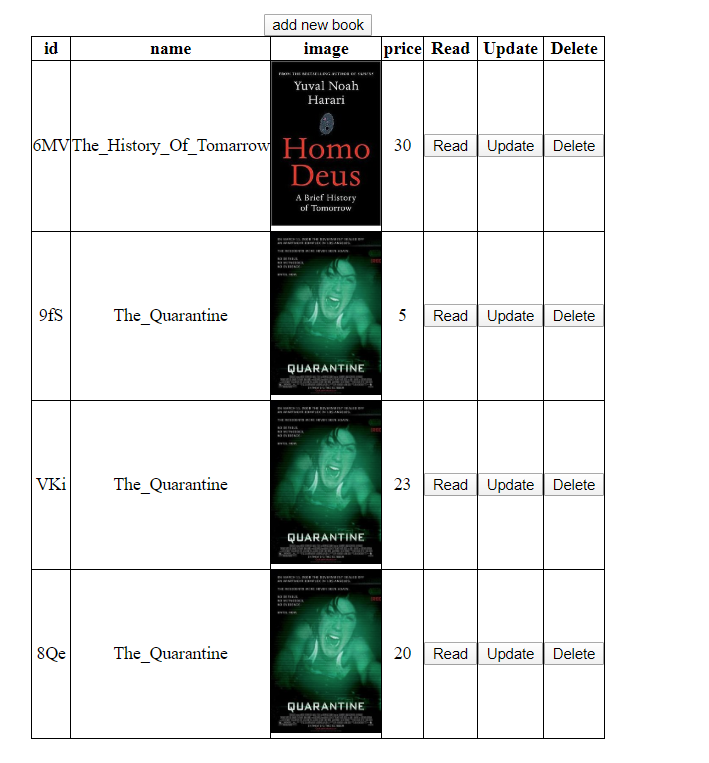 add new book
id name image price Read Update Delete
FROM THE BESTSELLING AUTHOR OF SAPIENS
Yuval Noah
Harari
6MV The_History_Of_Tomarrow 30 Read Update Delete
Homo
Deus
A Brief History
of Tomorrow
9fS The_Quarantine 5 Read Update Delete
QUARANTINE
VKi The_Quarantine 23 Read Update Delete
QUARANTINE
8Qe The_Quarantine 20 Read Update Delete
QUARANTINE